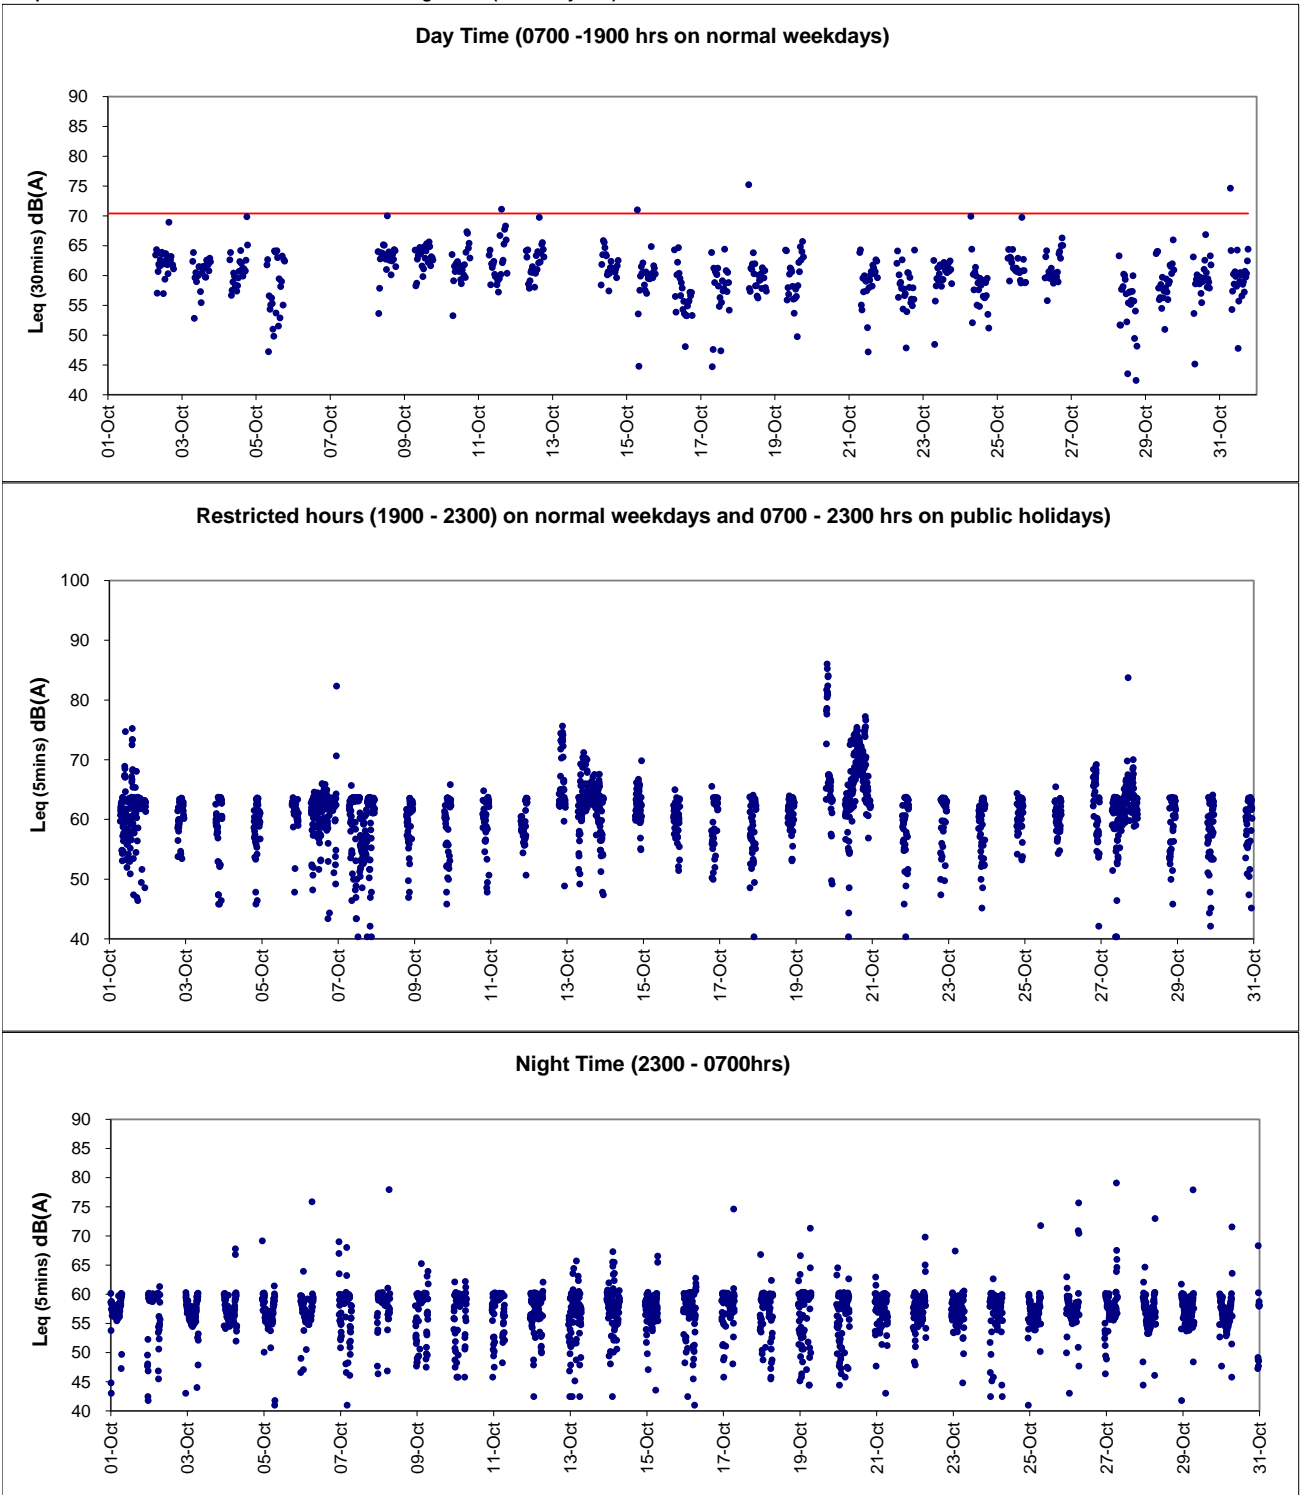 Day Time (0700 -1900 hrs on normal weekdays)
Leq (30mins) dB(A)
90
85
80
75
70
65
60
55
50
45
40
01-Oct
03-Oct
05-Oct
07-Oct
09-Oct
11-Oct
13-Oct
15-Oct
17-Oct
19-Oct
21-Oct
23-Oct
25-Oct
27-Oct
29-Oct
31-Oct
Restricted hours (1900 - 2300) on normal weekdays and 0700 - 2300 hrs on public holidays)
Leq (5mins) dB(A)
100
90
80
70
60
50
40
01-Oct
03-Oct
05-Oct
07-Oct
09-Oct
11-Oct
13-Oct
15-Oct
17-Oct
19-Oct
21-Oct
23-Oct
25-Oct
27-Oct
29-Oct
31-Oct
Night Time (2300 - 0700hrs)
Leq (5mins) dB(A)
90
85
80
75
70
65
60
55
50
45
40
01-Oct
03-Oct
05-Oct
07-Oct
09-Oct
11-Oct
13-Oct
15-Oct
17-Oct
19-Oct
21-Oct
23-Oct
25-Oct
27-Oct
29-Oct
31-Oct